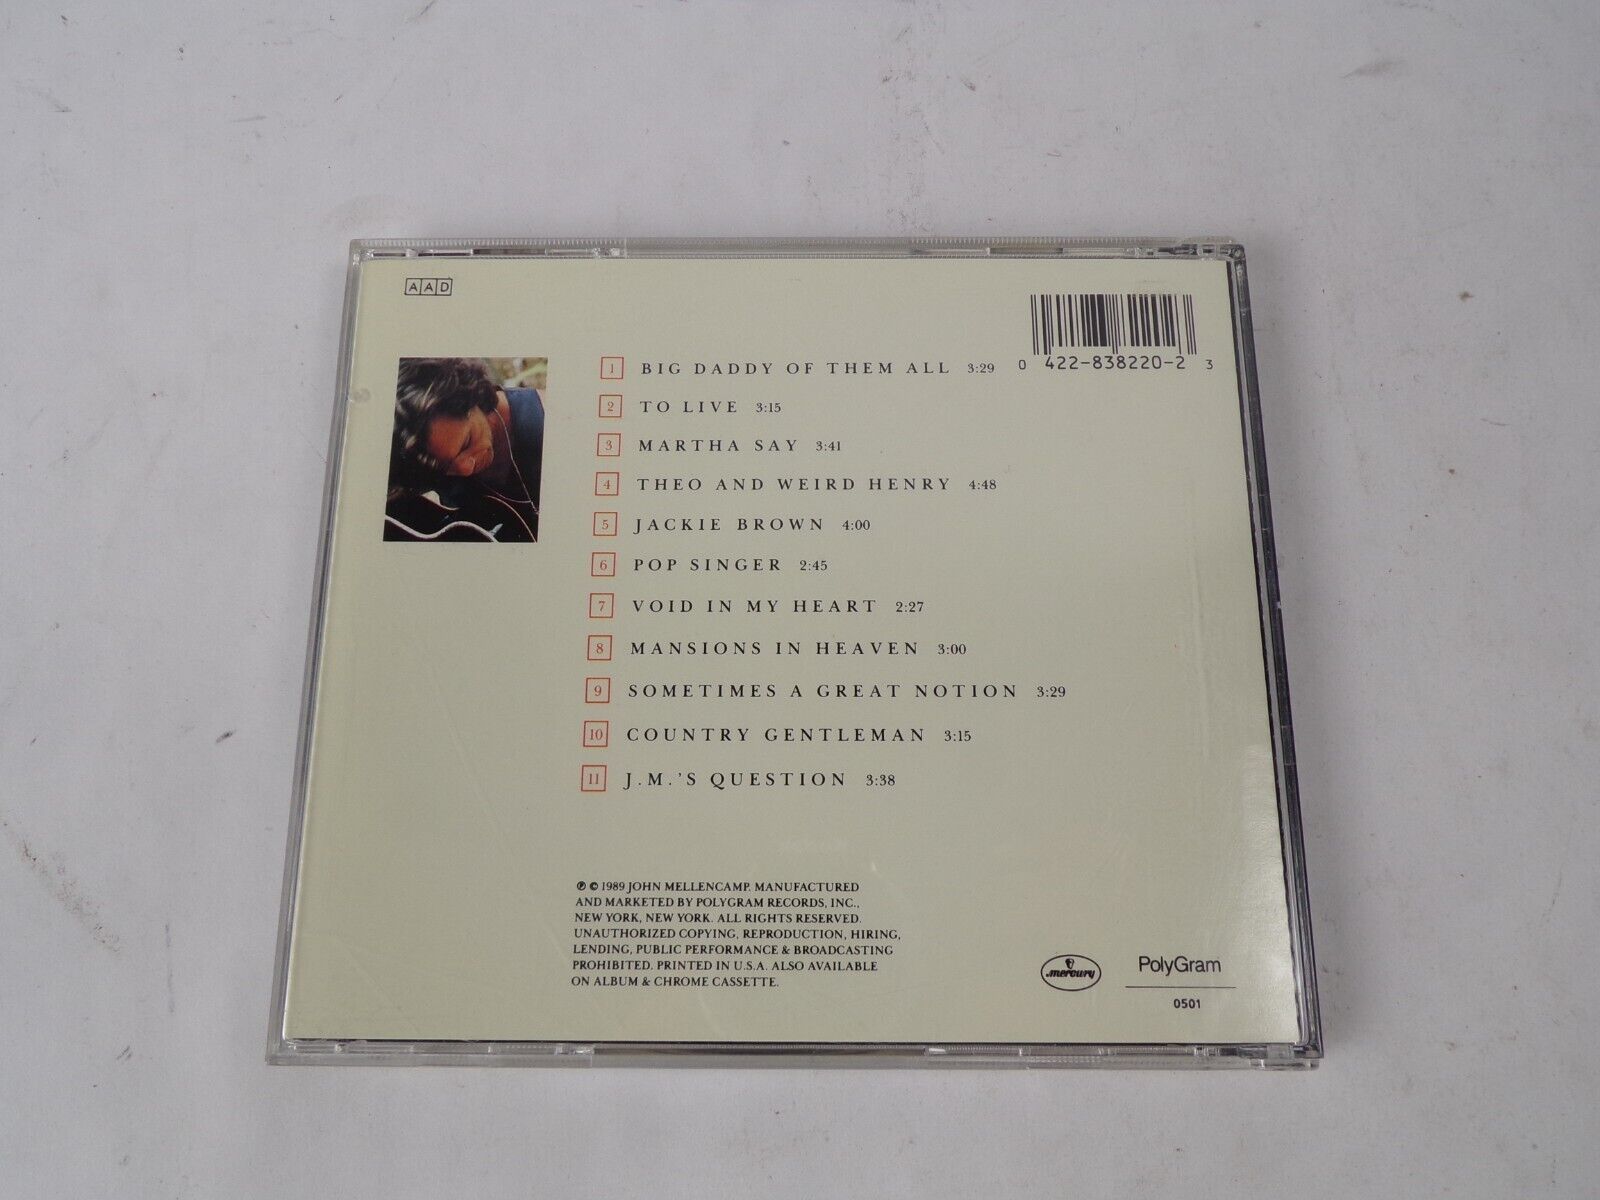 AAD
1 BIG DADDY OF THEM ALL 3:29
0 422-838220-2 3
2 TO LIVE 3:15
3 MARTHA SAY 3:41
4 THEO AND WEIRD HENRY 4:48
5 JACKIE BROWN 4:00
6 POP SINGER 2:45
7 VOID IN MY HEART 2:27
8 MANSIONS IN HEAVEN 3:00
9 SOMETIMES A GREAT NOTION 3:29
10 COUNTRY GENTLEMAN 3:15
11 J.M.'S QUESTION 3:38
℗ © 1989 JOHN MELLENCAMP. MANUFACTURED
AND MARKETED BY POLYGRAM RECORDS, INC.,
NEW YORK, NEW YORK. ALL RIGHTS RESERVED.
UNAUTHORIZED COPYING, REPRODUCTION, HIRING,
LENDING, PUBLIC PERFORMANCE & BROADCASTING
PROHIBITED. PRINTED IN U.S.A. ALSO AVAILABLE
ON ALBUM & CHROME CASSETTE.
mercury
PolyGram
0501